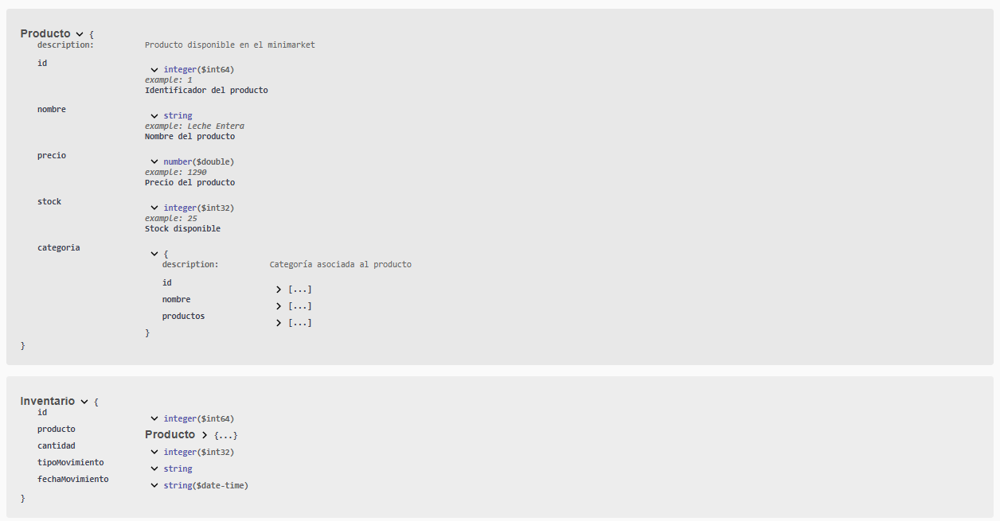 Producto {
description: Producto disponible en el minimarket
id
integer($int64)
example: 1
Identificador del producto
nombre
string
example: Leche Entera
Nombre del producto
precio
number($double)
example: 1290
Precio del producto
stock
integer($int32)
example: 25
Stock disponible
categoria
{
description: Categoría asociada al producto
id
[...]
nombre
[...]
productos
[...]
}
}
Inventario {
id
integer($int64)
producto
Producto {...}
cantidad
integer($int32)
tipoMovimiento
string
fechaMovimiento
string($date-time)
}